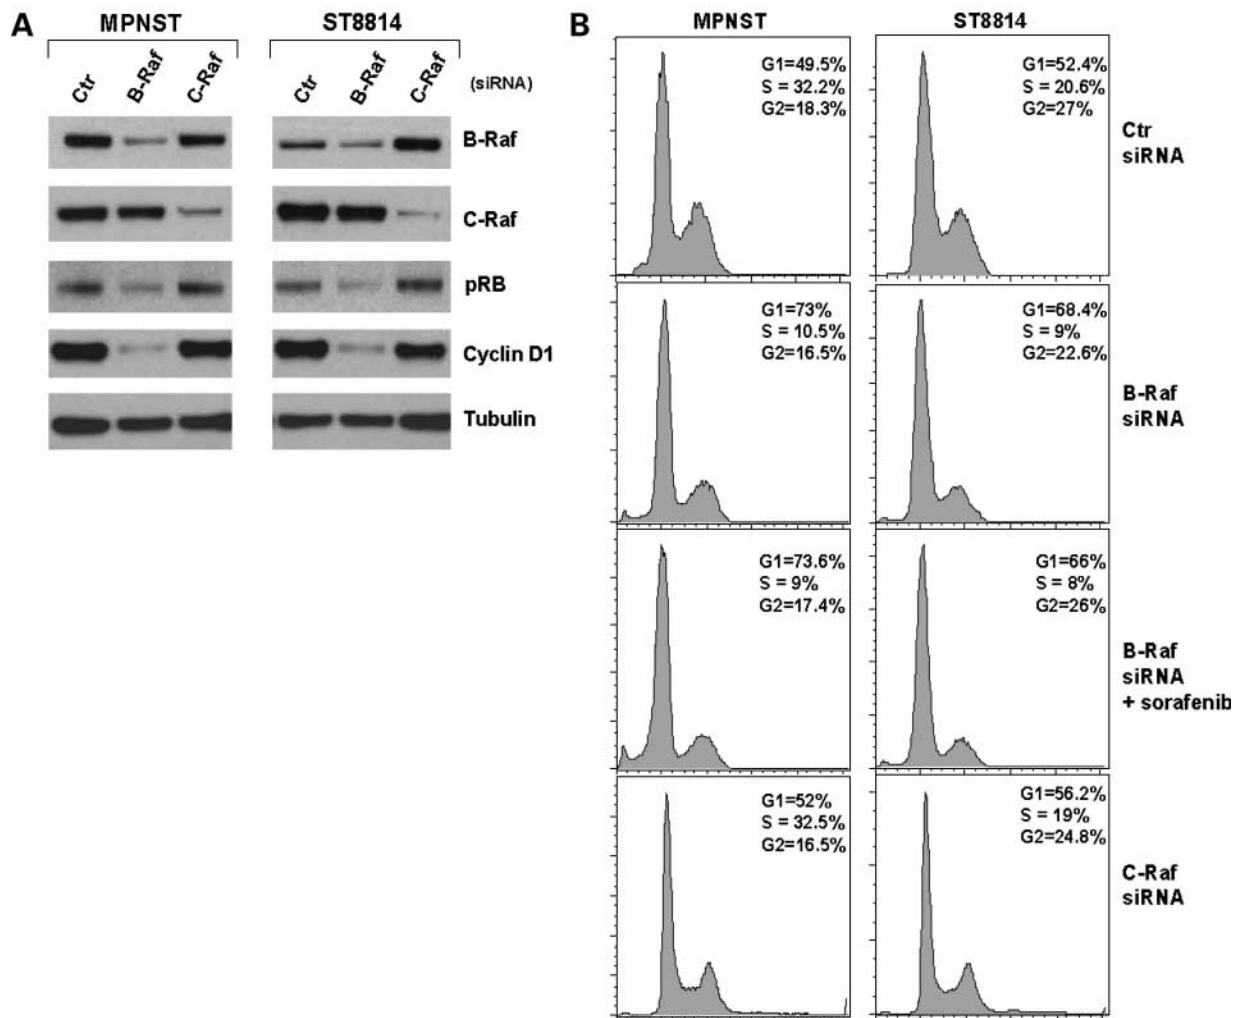 A
MPNST
ST8814
Ctr
B-Raf
C-Raf
Ctr
B-Raf
C-Raf
(siRNA)
B-Raf
C-Raf
pRB
Cyclin D1
Tubulin
B
MPNST
ST8814
G1=49.5%
S = 32.2%
G2=18.3%
G1=52.4%
S = 20.6%
G2=27%
Ctr
siRNA
G1=73%
S = 10.5%
G2=16.5%
G1=68.4%
S = 9%
G2=22.6%
B-Raf
siRNA
G1=73.6%
S = 9%
G2=17.4%
G1=66%
S = 8%
G2=26%
B-Raf
siRNA
+ sorafenib
G1=52%
S = 32.5%
G2=16.5%
G1=56.2%
S = 19%
G2=24.8%
C-Raf
siRNA